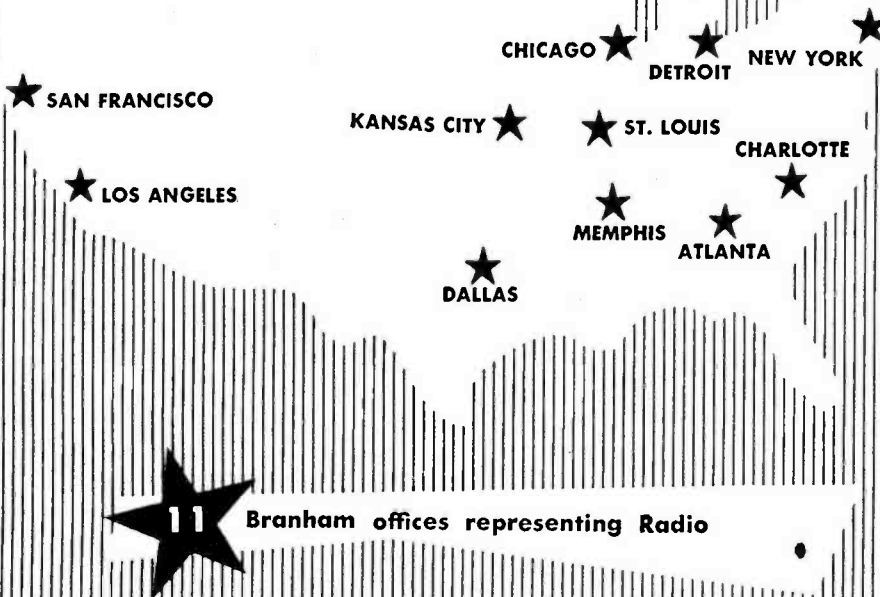 CHICAGO
DETROIT
NEW YORK
SAN FRANCISCO
KANSAS CITY
ST. LOUIS
CHARLOTTE
LOS ANGELES
MEMPHIS
ATLANTA
DALLAS
11 Branham offices representing Radio